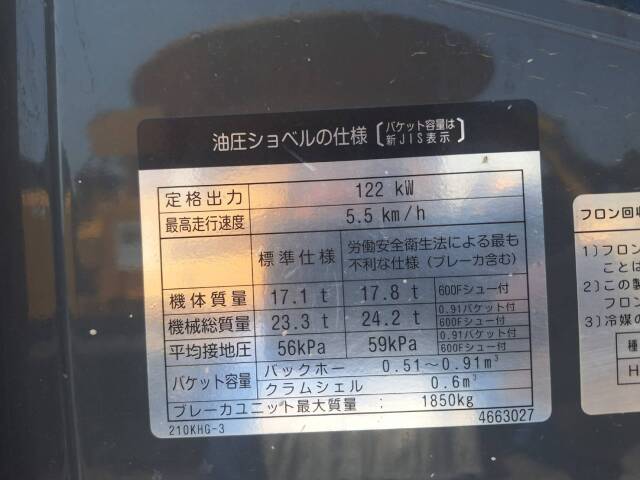 油圧ショベルの仕様〔バケット容量は新JIS表示〕
定格出力 122 kW
最高走行速度 5.5 km/h
標準仕様 労働安全衛生法による最も不利な仕様(ブレーカ含む)
機体質量 17.1 t 17.8 t 600Fシュー付
機械総質量 23.3 t 24.2 t 0.91バケット付 600Fシュー付
平均接地圧 56kPa 59kPa 0.91バケット付 600Fシュー付
バケット容量 バックホー 0.51～0.91m³
クラムシェル 0.6m³
ブレーカユニット最大質量 : 1850kg
210KHG-3 4663027
フロン回収
1)フロン
ことは
2)この製
フロン
3)冷媒の
種
H